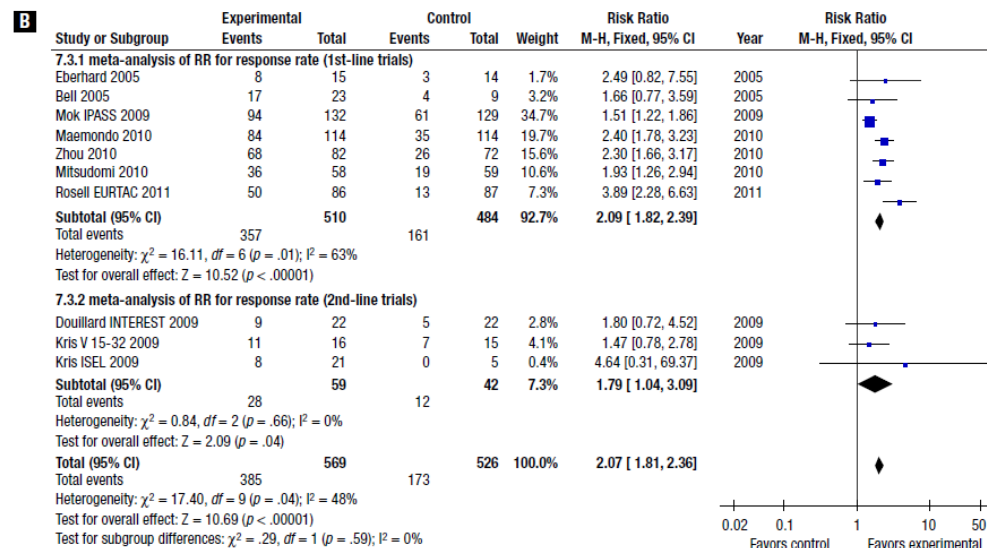 B
Experimental Control Risk Ratio Risk Ratio
Study or Subgroup Events Total Events Total Weight M-H, Fixed, 95% CI Year M-H, Fixed, 95% CI
7.3.1 meta-analysis of RR for response rate (1st-line trials)
Eberhard 2005 8 15 3 14 1.7% 2.49 [0.82, 7.55] 2005
Bell 2005 17 23 4 9 3.2% 1.66 [0.77, 3.59] 2005
Mok IPASS 2009 94 132 61 129 34.7% 1.51 [1.22, 1.86] 2009
Maemondo 2010 84 114 35 114 19.7% 2.40 [1.78, 3.23] 2010
Zhou 2010 68 82 26 72 15.6% 2.30 [1.66, 3.17] 2010
Mitsudomi 2010 36 58 19 59 10.6% 1.93 [1.26, 2.94] 2010
Rosell EURTAC 2011 50 86 13 87 7.3% 3.89 [2.28, 6.63] 2011
Subtotal (95% CI) 510 484 92.7% 2.09 [ 1.82, 2.39]
Total events 357 161
Heterogeneity: χ² = 16.11, df = 6 (p = .01); I² = 63%
Test for overall effect: Z = 10.52 (p < .00001)
7.3.2 meta-analysis of RR for response rate (2nd-line trials)
Douillard INTEREST 2009 9 22 5 22 2.8% 1.80 [0.72, 4.52] 2009
Kris V 15-32 2009 11 16 7 15 4.1% 1.47 [0.78, 2.78] 2009
Kris ISEL 2009 8 21 0 5 0.4% 4.64 [0.31, 69.37] 2009
Subtotal (95% CI) 59 42 7.3% 1.79 [ 1.04, 3.09]
Total events 28 12
Heterogeneity: χ² = 0.84, df = 2 (p = .66); I² = 0%
Test for overall effect: Z = 2.09 (p = .04)
Total (95% CI) 569 526 100.0% 2.07 [ 1.81, 2.36]
Total events 385 173
Heterogeneity: χ² = 17.40, df = 9 (p = .04); I² = 48%
Test for overall effect: Z = 10.69 (p < .00001)
Test for subgroup differences: χ² = .29, df = 1 (p = .59); I² = 0%
0.02 0.1 1 10 50
Favors control Favors experimental